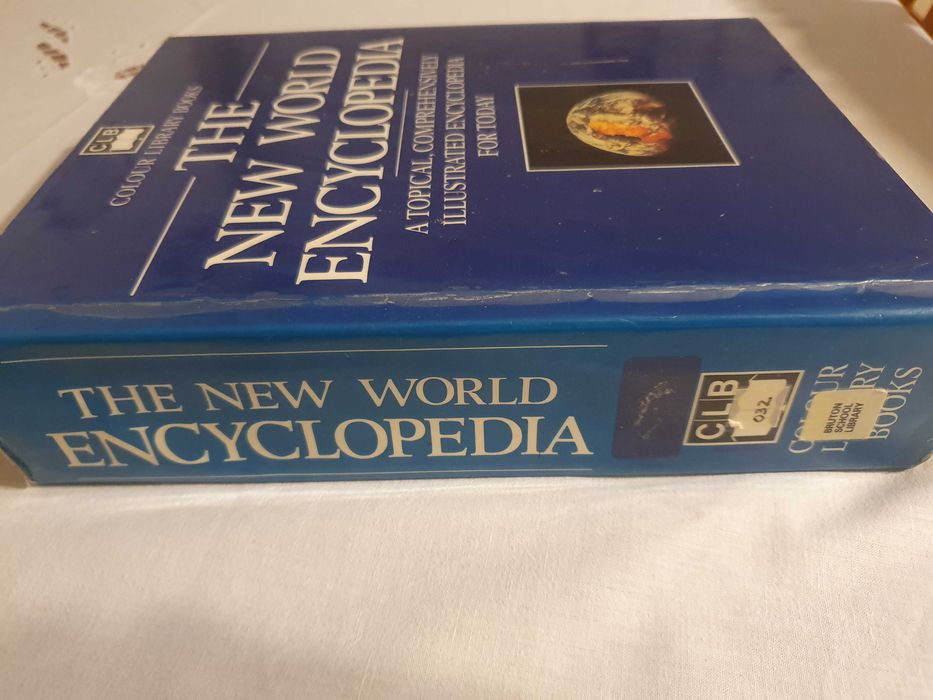 CLB
COLOUR LIBRARY BOOKS
THE
NEW WORLD
ENCYCLOPEDIA
A TOPICAL, COMPREHENSIVELY
ILLUSTRATED ENCYCLOPEDIA
FOR TODAY
THE NEW WORLD
ENCYCLOPEDIA
CLB
032.
COLOUR
LIBRARY
BOOKS
BRUTON
SCHOOL
LIBRARY